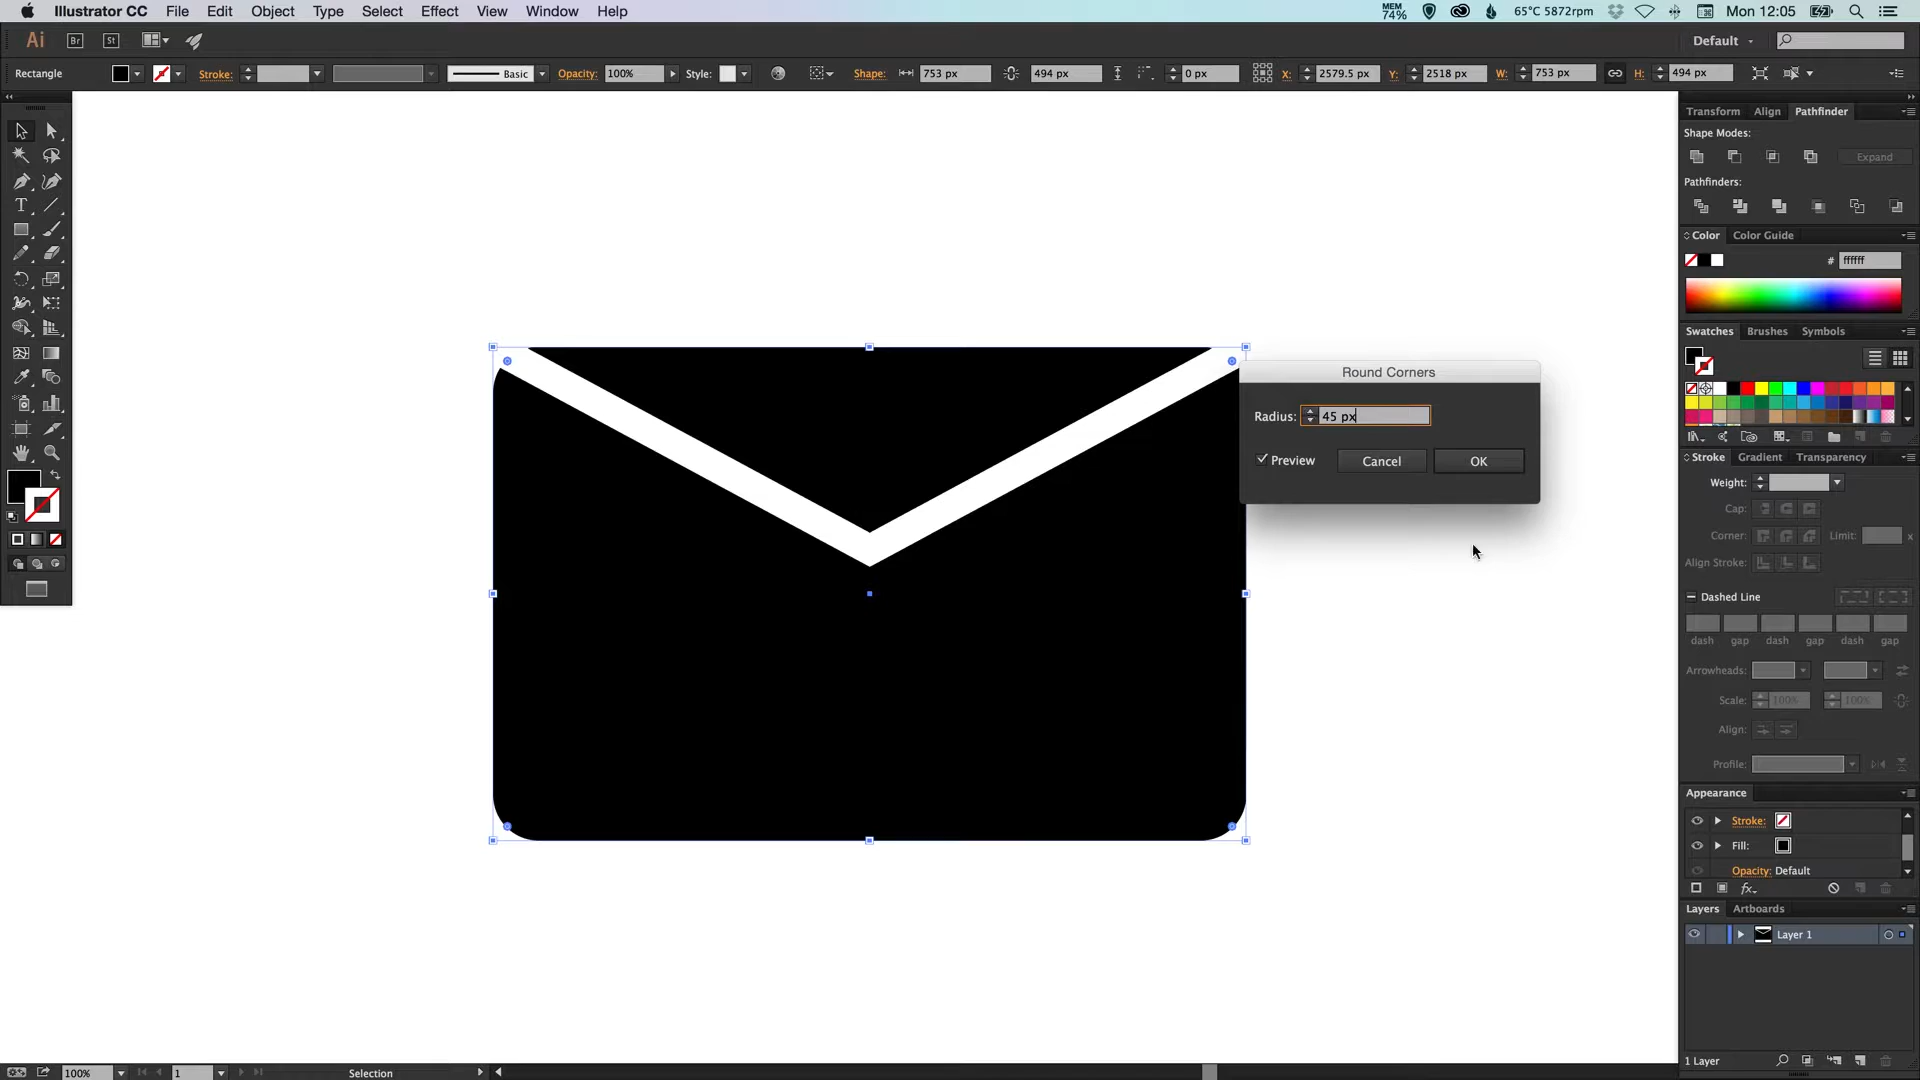 Illustrator CC File Edit Object Type Select Effect View Window Help MEM 74% 65°C 5872rpm Mon 12:05
Ai Br St Default
Rectangle Stroke: Basic Opacity: 100% Style: Shape: 753 px 494 px 0 px X: 2579.5 px Y: 2518 px W: 753 px H: 494 px
Transform Align Pathfinder
Shape Modes:
Expand
Pathfinders:
Color Color Guide
# ffffff
Swatches Brushes Symbols
Round Corners
Radius: 45 px
Preview Cancel OK
Stroke Gradient Transparency
Weight:
Cap:
Corner: Limit: x
Align Stroke:
Dashed Line
dash gap dash gap dash gap
Arrowheads:
Scale: 100% 100%
Align:
Profile:
Appearance
Stroke:
Fill:
Opacity: Default
fx
Layers Artboards
Layer 1
1 Layer
100% 1 Selection